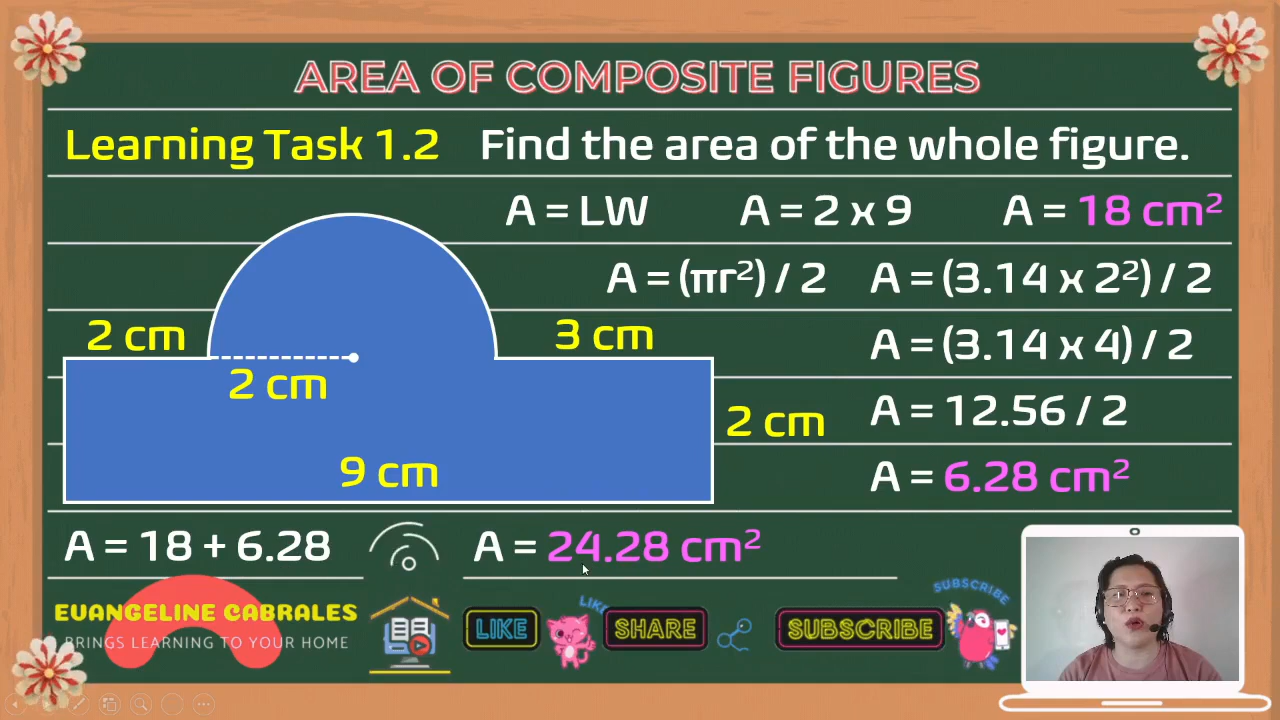 AREA OF COMPOSITE FIGURES
Learning Task 1.2 Find the area of the whole figure.
A = LW A = 2 x 9 A = 18 cm²
A = (πr²) / 2 A = (3.14 x 2²) / 2
2 cm 3 cm A = (3.14 x 4) / 2
2 cm
2 cm A = 12.56 / 2
9 cm A = 6.28 cm²
A = 18 + 6.28 A = 24.28 cm²
EVANGELINE CABRALES
BRINGS LEARNING TO YOUR HOME
LIKE
LIKE
SHARE
SUBSCRIBE
SUBSCRIBE